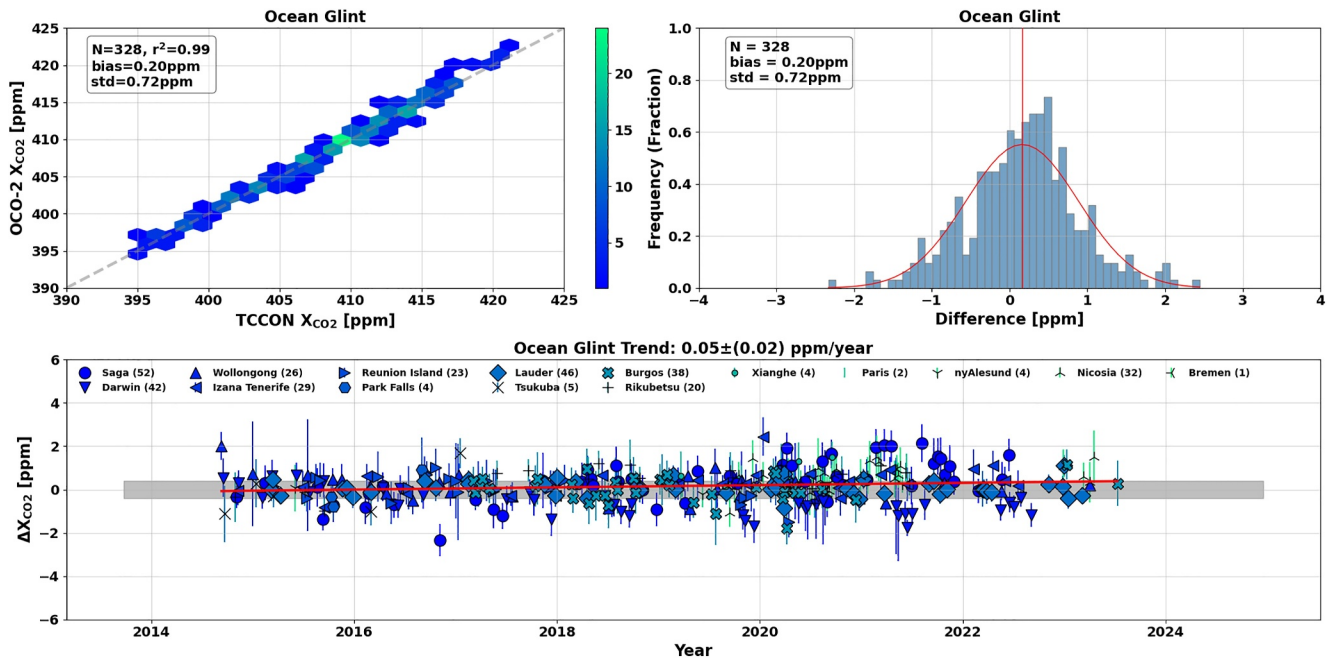 Ocean Glint
N=328, r²=0.99
bias=0.20ppm
std=0.72ppm
OCO-2 X_CO2 [ppm]
425
420
415
410
405
400
395
390
390 395 400 405 410 415 420 425
TCCON X_CO2 [ppm]
20
15
10
5
Ocean Glint
N = 328
bias = 0.20ppm
std = 0.72ppm
Frequency (Fraction)
1.0
0.8
0.6
0.4
0.2
0.0
−4 −3 −2 −1 0 1 2 3 4
Difference [ppm]
Ocean Glint Trend: 0.05±(0.02) ppm/year
Saga (52) Wollongong (26) Reunion Island (23) Lauder (46) Burgos (38) Xianghe (4) Paris (2) nyAlesund (4) Nicosia (32) Bremen (1)
Darwin (42) Izana Tenerife (29) Park Falls (4) Tsukuba (5) Rikubetsu (20)
ΔX_CO2 [ppm]
6
4
2
0
−2
−4
−6
2014 2016 2018 2020 2022 2024
Year